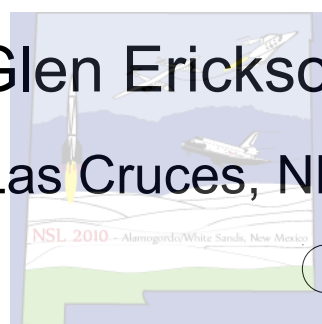 Glen Erickso
Las Cruces, N
NSL 2010 - Alamogordo/White Sands, New Mexico